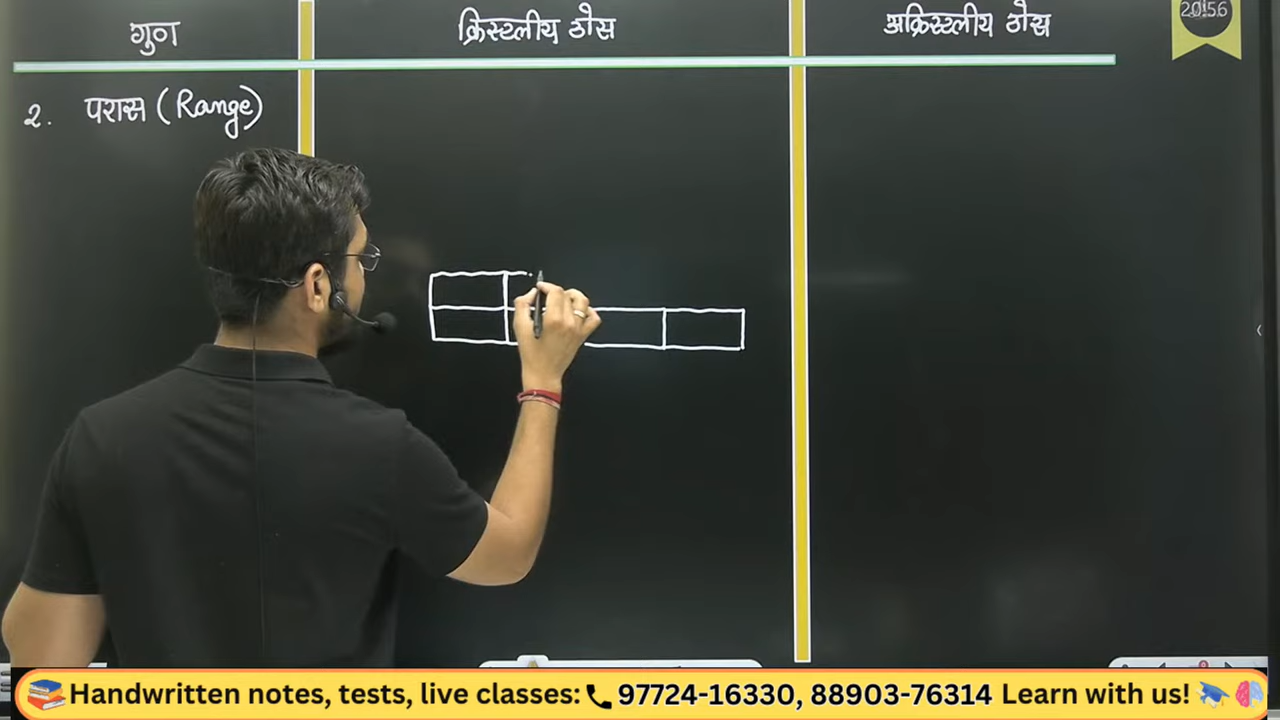 गुण क्रिस्टलीय ठोस अक्रिस्टलीय ठोस
20:56
2. परास (Range)
Handwritten notes, tests, live classes: 97724-16330, 88903-76314 Learn with us!